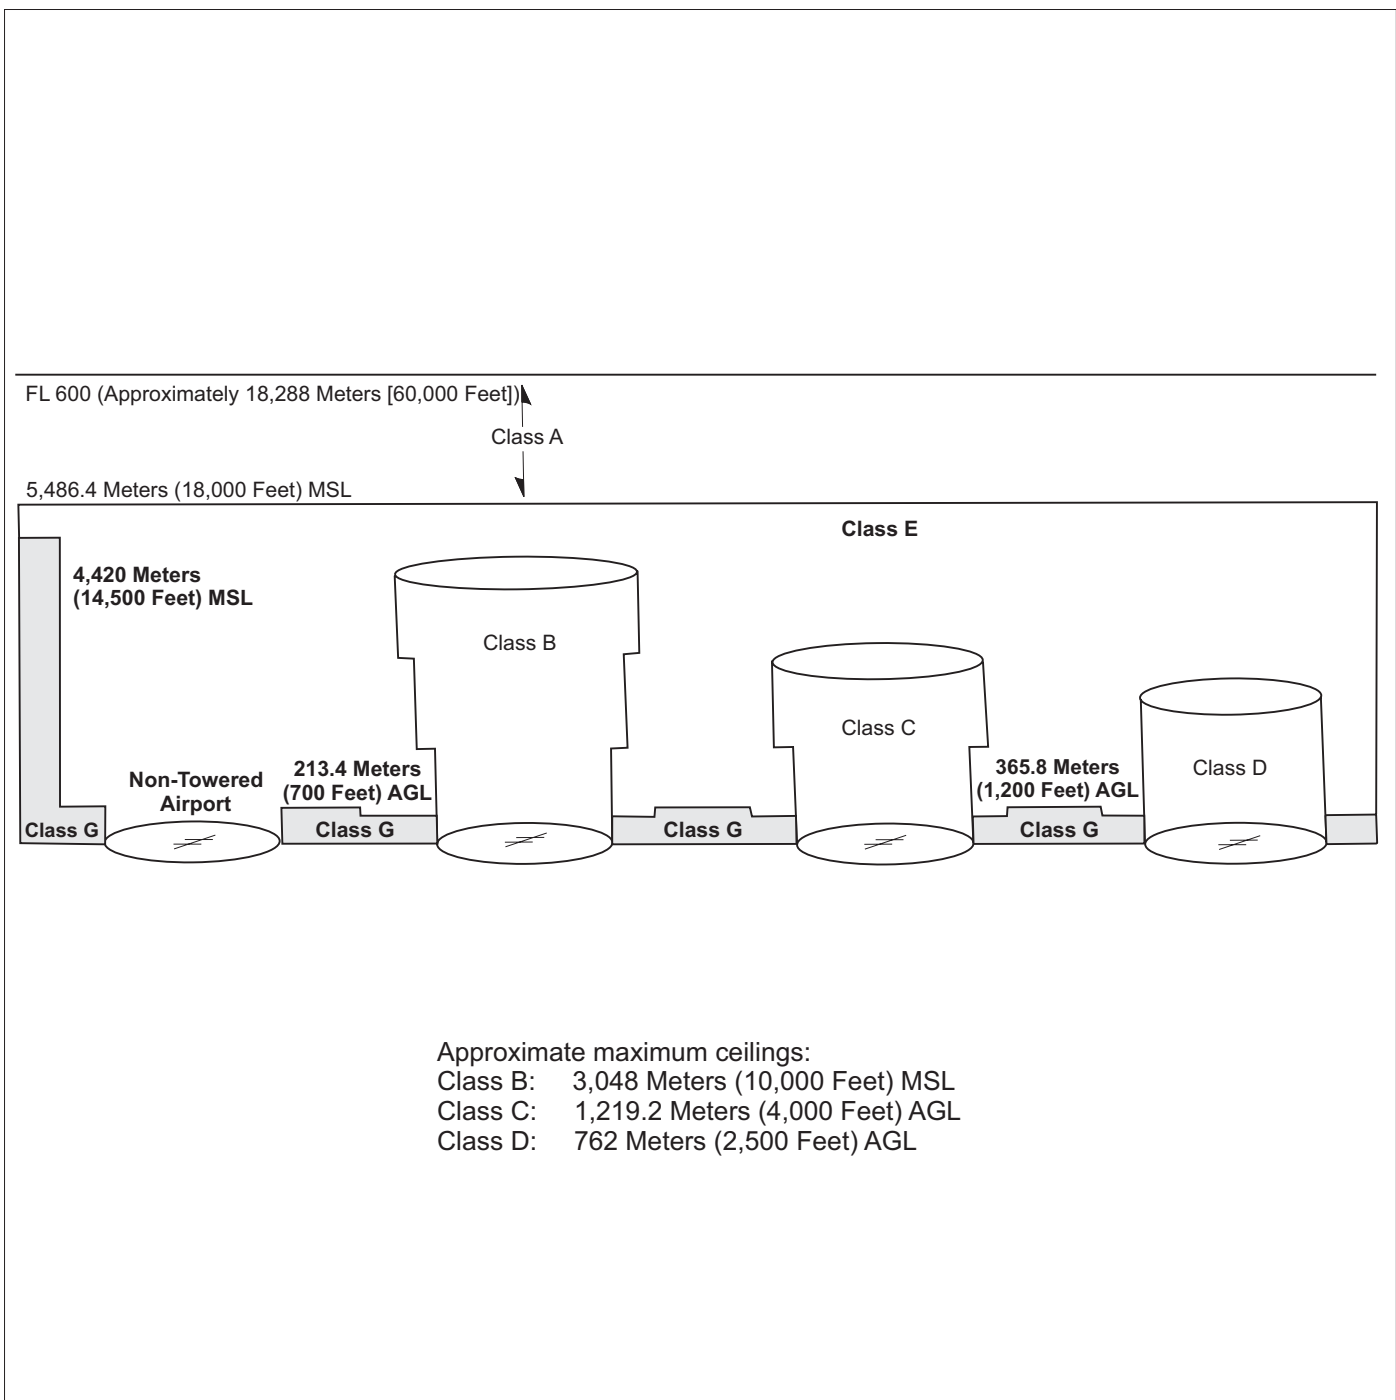 FL 600 (Approximately 18,288 Meters [60,000 Feet])
Class A
5,486.4 Meters (18,000 Feet) MSL
Class E
4,420 Meters
(14,500 Feet) MSL
Class B
Class C
Class D
Non-Towered
Airport
213.4 Meters
(700 Feet) AGL
365.8 Meters
(1,200 Feet) AGL
Class G
Class G
Class G
Class G
Approximate maximum ceilings:
Class B: 3,048 Meters (10,000 Feet) MSL
Class C: 1,219.2 Meters (4,000 Feet) AGL
Class D: 762 Meters (2,500 Feet) AGL